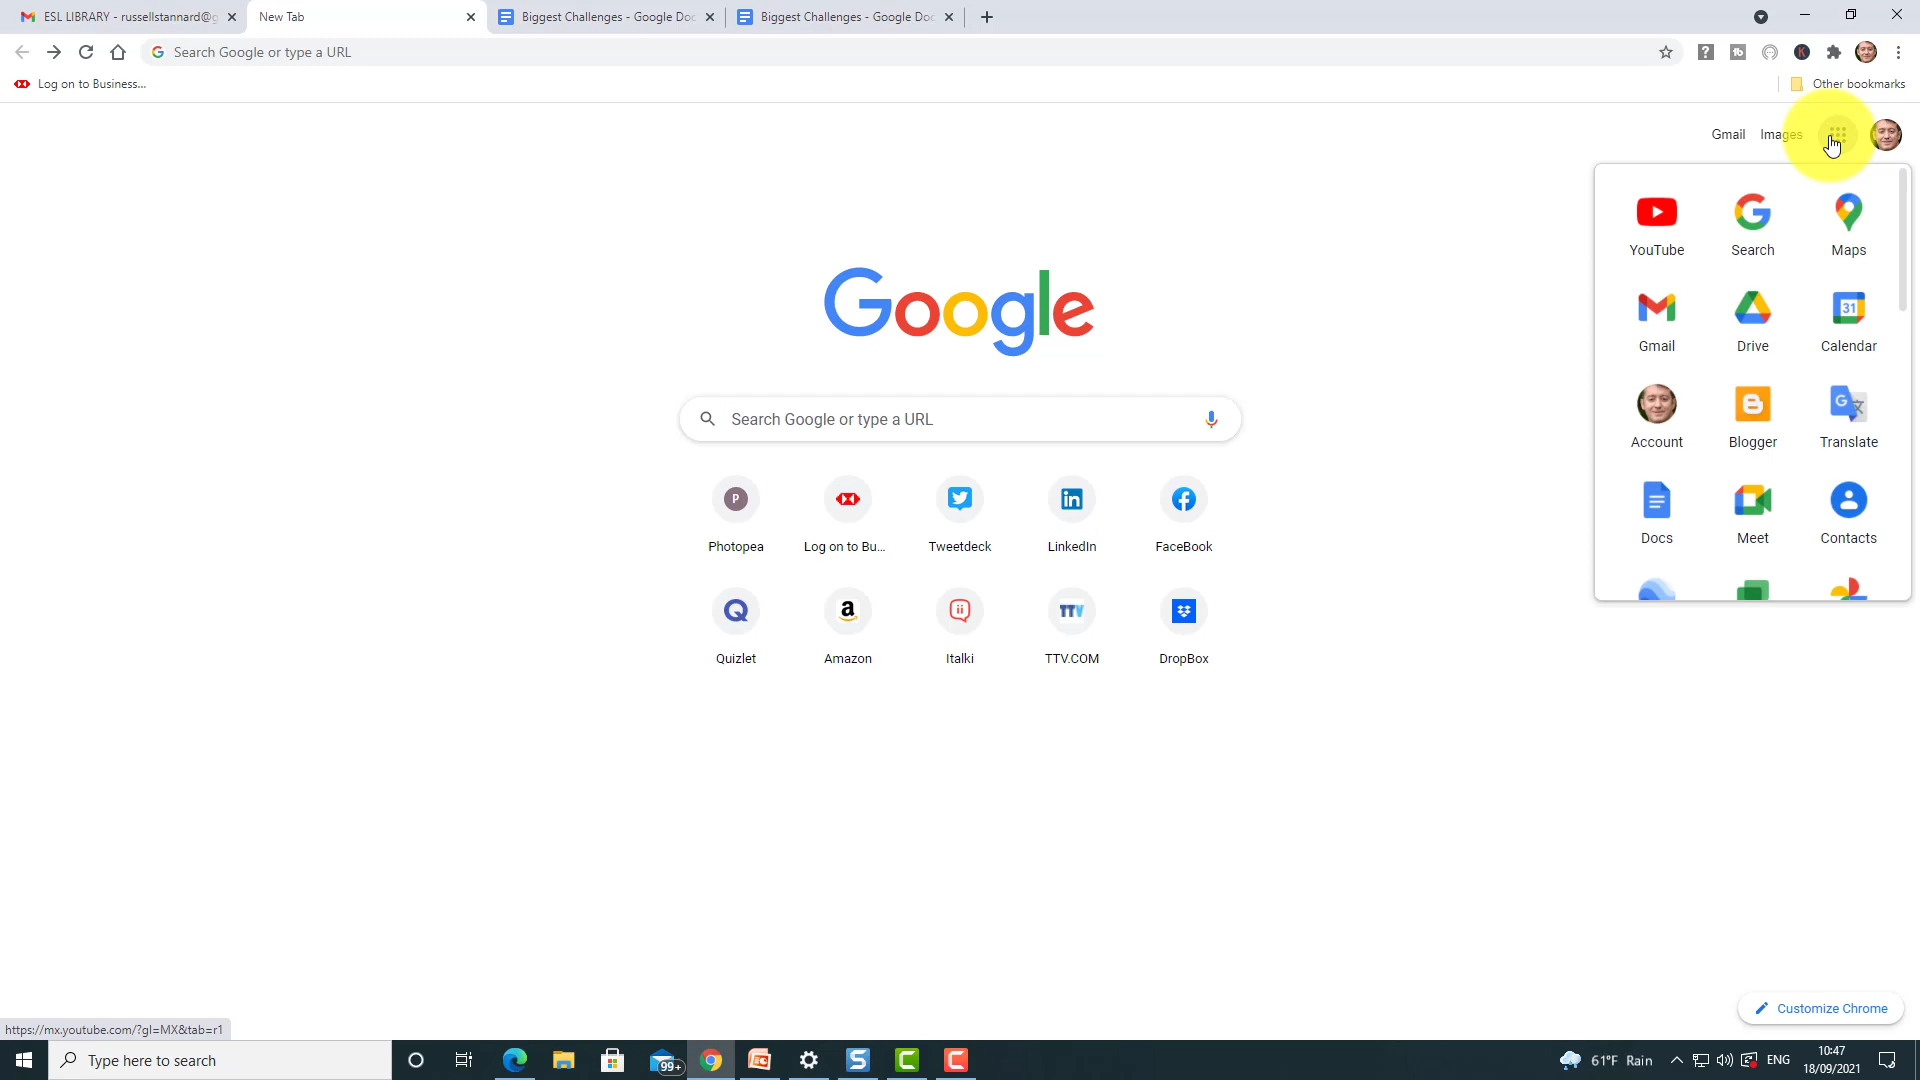 ESL LIBRARY - russellstannard@g
New Tab
Biggest Challenges - Google Doc
Biggest Challenges - Google Doc
Search Google or type a URL
Log on to Business...
Other bookmarks
Gmail
Images
YouTube
Search
Maps
31
Gmail
Drive
Calendar
Account
Blogger
Translate
Docs
Meet
Contacts
Google
Search Google or type a URL
Photopea
Log on to Bu...
Tweetdeck
LinkedIn
FaceBook
Quizlet
Amazon
Italki
TTV.COM
DropBox
Customize Chrome
https://mx.youtube.com/?gl=MX&tab=r1
Type here to search
99+
61°F Rain
ENG
10:47
18/09/2021